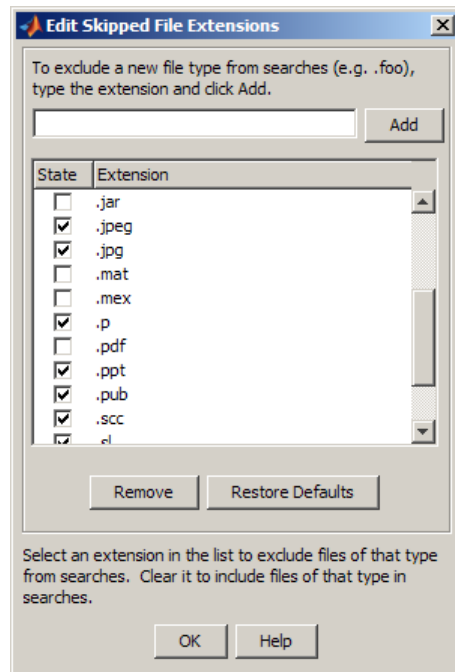 Edit Skipped File Extensions
To exclude a new file type from searches (e.g. .foo),
type the extension and click Add.
Add
State Extension
.jar
.jpeg
.jpg
.mat
.mex
.p
.pdf
.ppt
.pub
.scc
Remove Restore Defaults
Select an extension in the list to exclude files of that type
from searches. Clear it to include files of that type in
searches.
OK Help